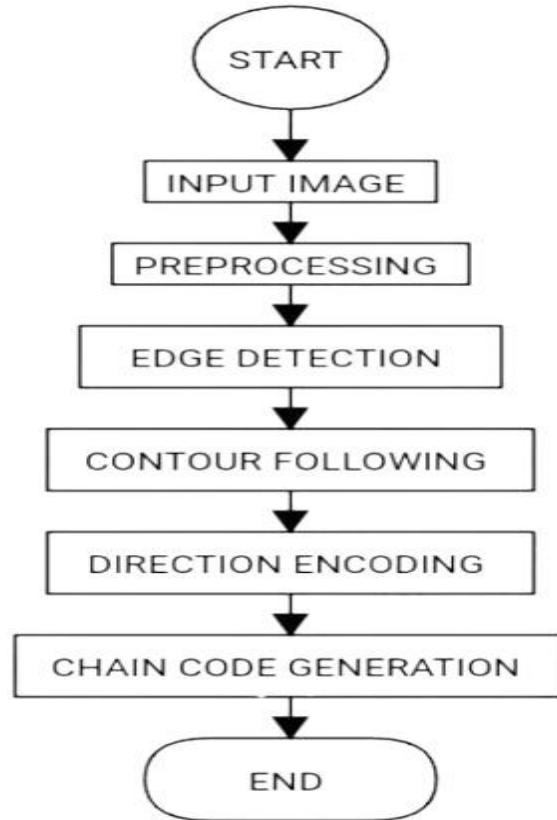 START
INPUT IMAGE
PREPROCESSING
EDGE DETECTION
CONTOUR FOLLOWING
DIRECTION ENCODING
CHAIN CODE GENERATION
END